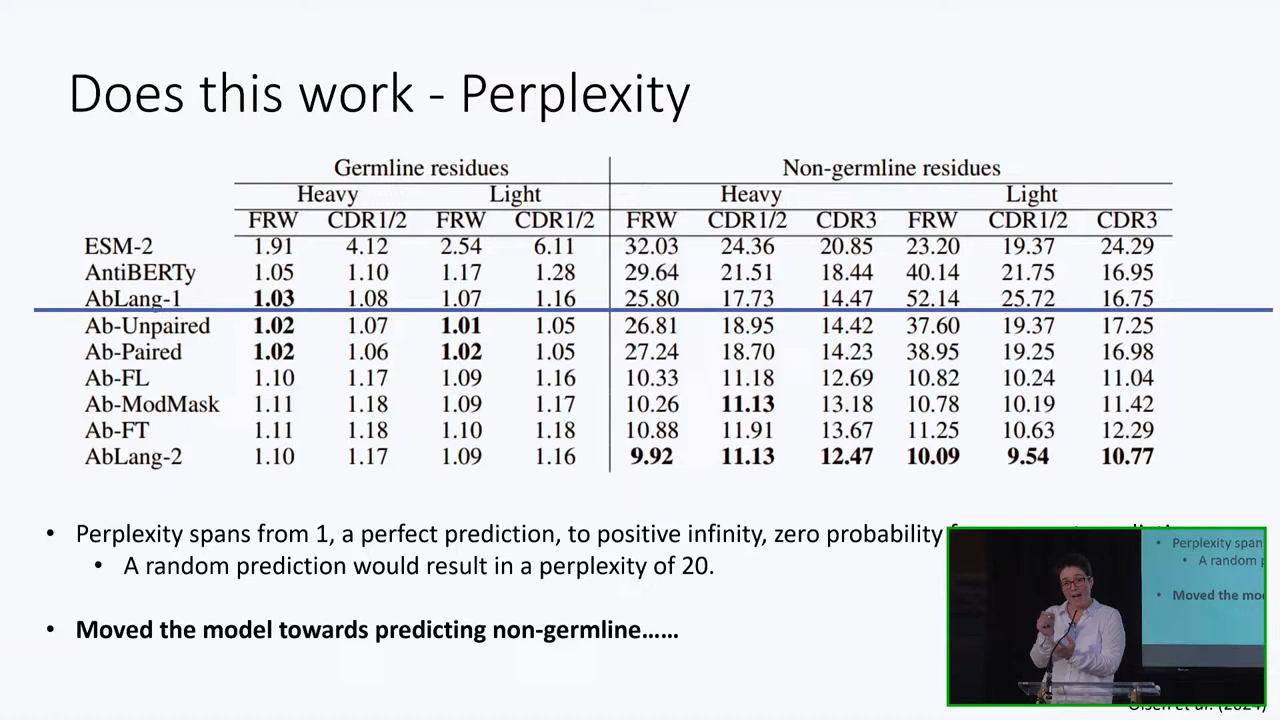 Does this work - Perplexity
Germline residues Non-germline residues
Heavy Light Heavy Light
FRW CDR1/2 FRW CDR1/2 FRW CDR1/2 CDR3 FRW CDR1/2 CDR3
ESM-2 1.91 4.12 2.54 6.11 32.03 24.36 20.85 23.20 19.37 24.29
AntiBERTy 1.05 1.10 1.17 1.28 29.64 21.51 18.44 40.14 21.75 16.95
AbLang-1 1.03 1.08 1.07 1.16 25.80 17.73 14.47 52.14 25.72 16.75
Ab-Unpaired 1.02 1.07 1.01 1.05 26.81 18.95 14.42 37.60 19.37 17.25
Ab-Paired 1.02 1.06 1.02 1.05 27.24 18.70 14.23 38.95 19.25 16.98
Ab-FL 1.10 1.17 1.09 1.16 10.33 11.18 12.69 10.82 10.24 11.04
Ab-ModMask 1.11 1.18 1.09 1.17 10.26 11.13 13.18 10.78 10.19 11.42
Ab-FT 1.11 1.18 1.10 1.18 10.88 11.91 13.67 11.25 10.63 12.29
AbLang-2 1.10 1.17 1.09 1.16 9.92 11.13 12.47 10.09 9.54 10.77
• Perplexity spans from 1, a perfect prediction, to positive infinity, zero probability
• A random prediction would result in a perplexity of 20.
• Moved the model towards predicting non-germline……
• Perplexity span
• A random
• Moved the mo